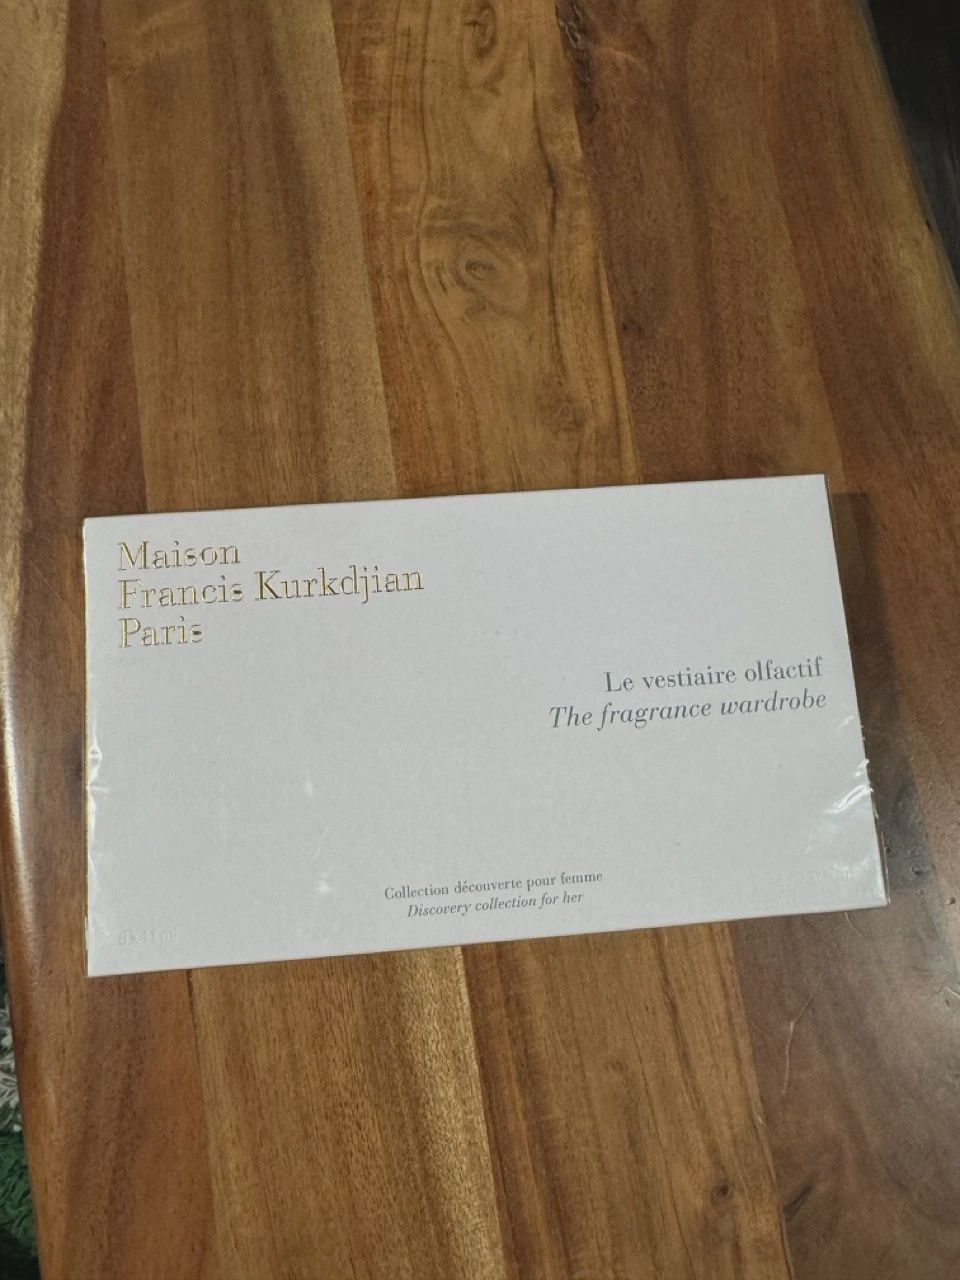 Maison
Francis Kurkdjian
Paris
Le vestiaire olfactif
The fragrance wardrobe
Collection découverte pour femme
Discovery collection for her